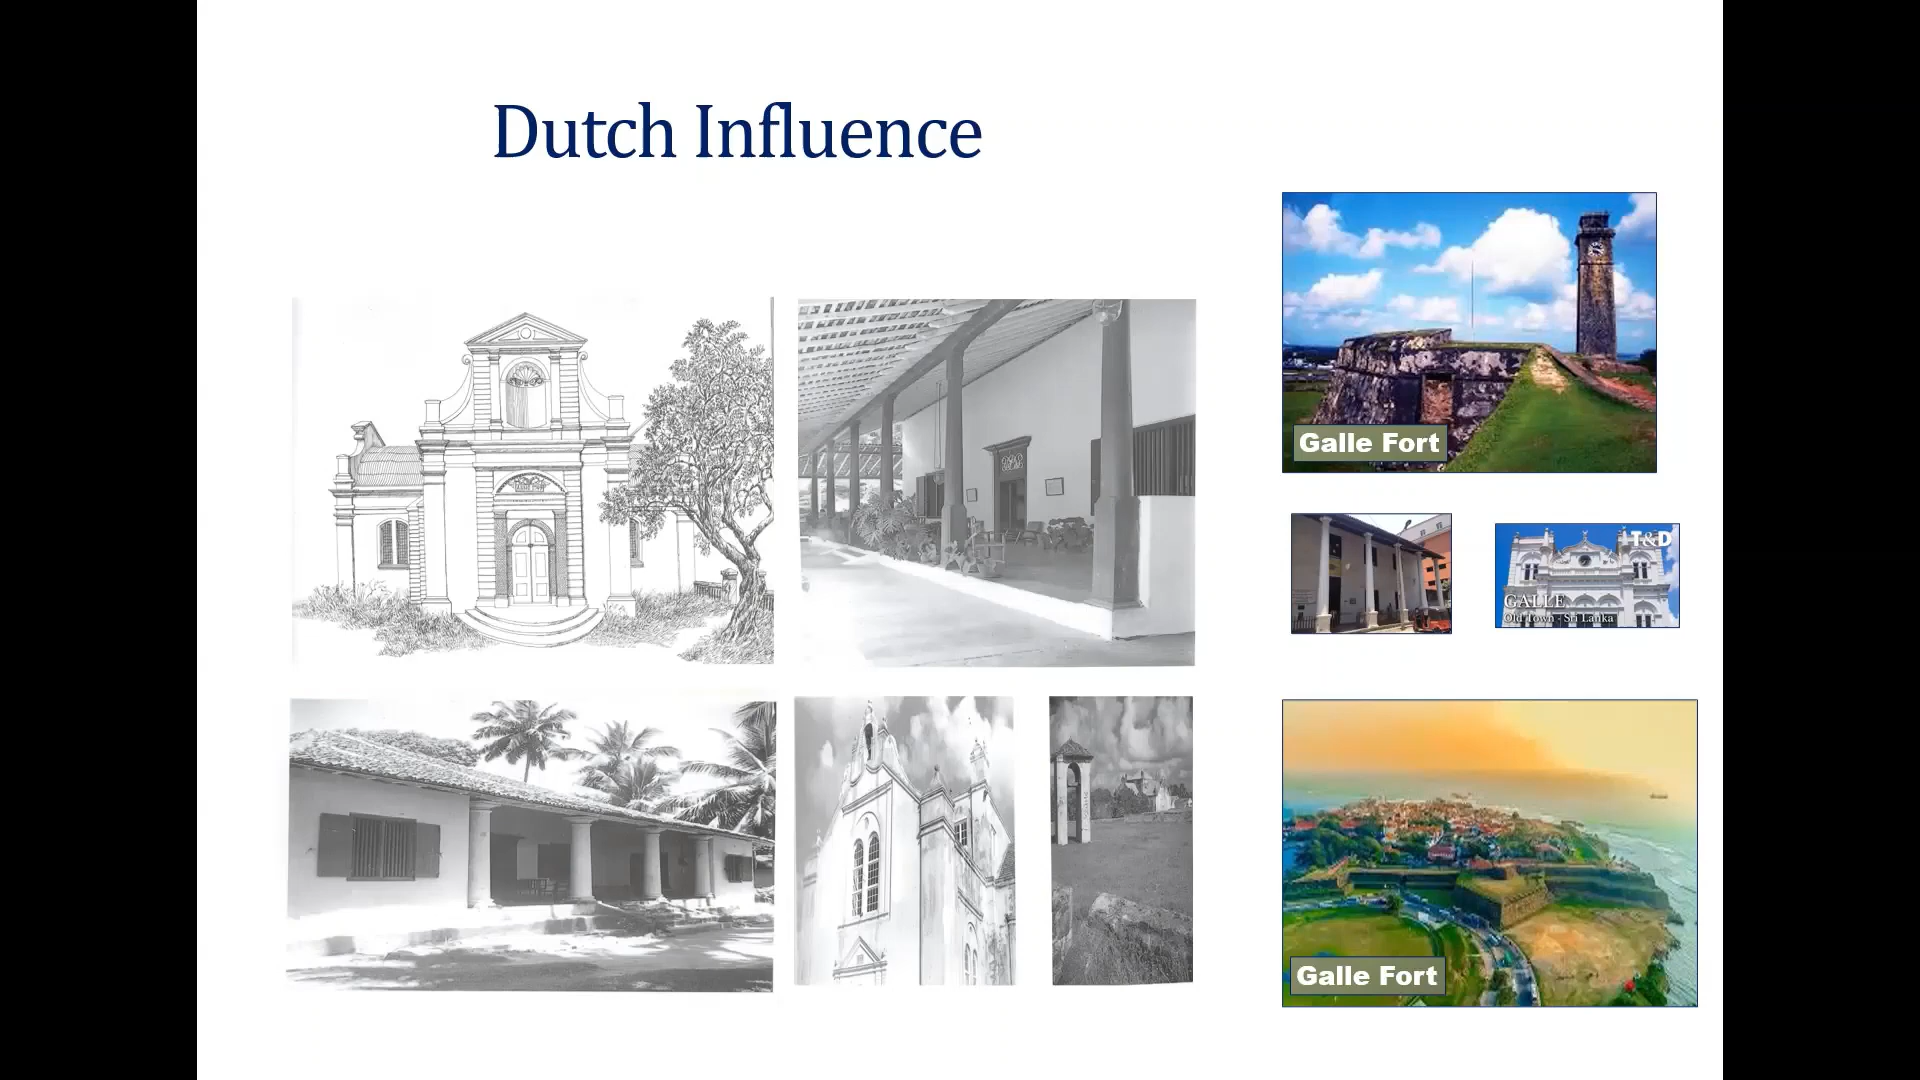 Dutch Influence
Galle Fort
T&D
GALLE
Old Town - Sri Lanka
Galle Fort